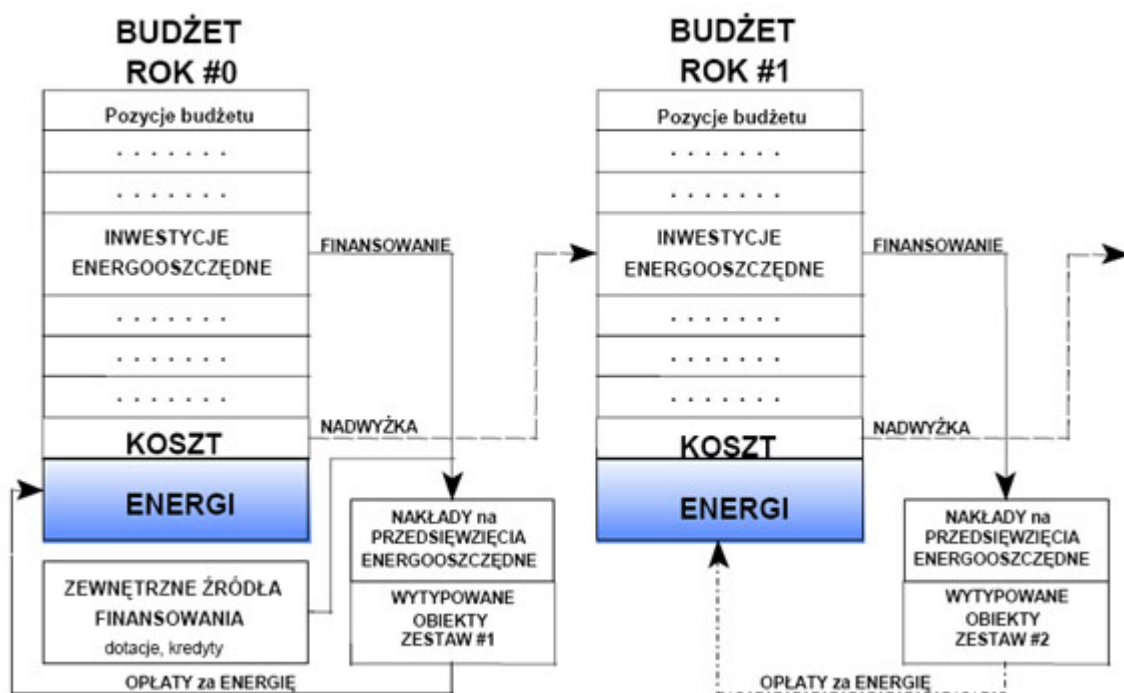 BUDŻET
ROK #0
Pozycje budżetu
. . . . . . .
. . . . . . .
INWESTYCJE
ENERGOOSZCZĘDNE
. . . . . . .
. . . . . . .
. . . . . . .
KOSZT
ENERGI
FINANSOWANIE
NADWYŻKA
ZEWNĘTRZNE ŹRÓDŁA
FINANSOWANIA
dotacje, kredyty
NAKŁADY na
PRZEDSIĘWZIĘCIA
ENERGOOSZCZĘDNE
WYTYPOWANE
OBIEKTY
ZESTAW #1
OPŁATY za ENERGIĘ
BUDŻET
ROK #1
Pozycje budżetu
. . . . . . .
. . . . . . .
INWESTYCJE
ENERGOOSZCZĘDNE
. . . . . . .
. . . . . . .
. . . . . . .
KOSZT
ENERGI
FINANSOWANIE
NADWYŻKA
NAKŁADY na
PRZEDSIĘWZIĘCIA
ENERGOOSZCZĘDNE
WYTYPOWANE
OBIEKTY
ZESTAW #2
OPŁATY za ENERGIĘ